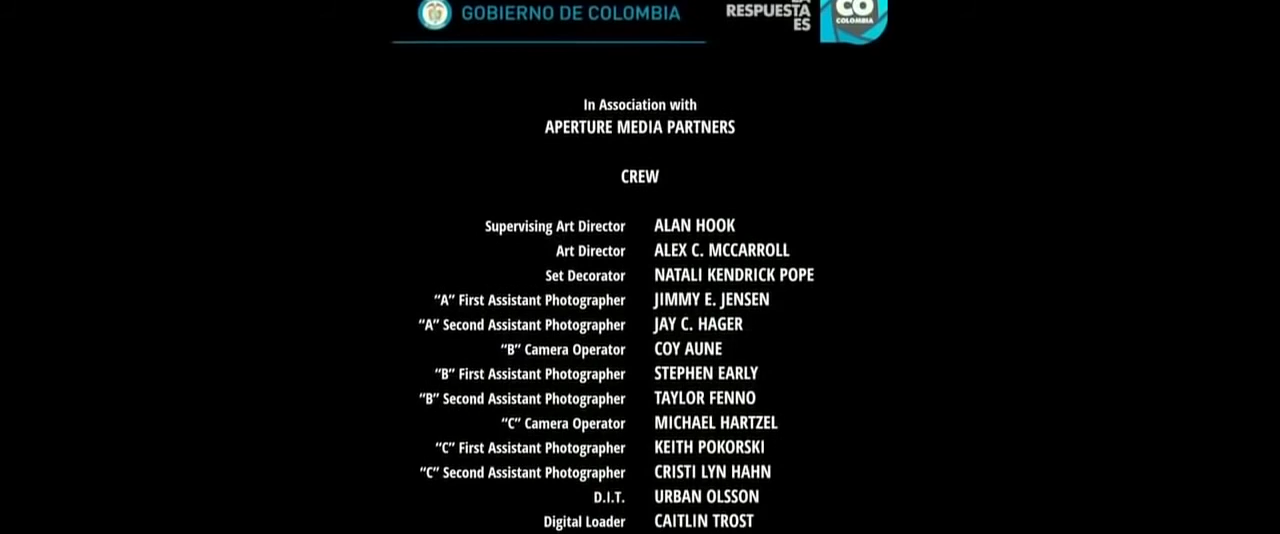 GOBIERNO DE COLOMBIA
RESPUESTA
ES
CO
COLOMBIA
In Association with
APERTURE MEDIA PARTNERS
CREW
Supervising Art Director ALAN HOOK
Art Director ALEX C. MCCARROLL
Set Decorator NATALI KENDRICK POPE
“A” First Assistant Photographer JIMMY E. JENSEN
“A” Second Assistant Photographer JAY C. HAGER
“B” Camera Operator COY AUNE
“B” First Assistant Photographer STEPHEN EARLY
“B” Second Assistant Photographer TAYLOR FENNO
“C” Camera Operator MICHAEL HARTZEL
“C” First Assistant Photographer KEITH POKORSKI
“C” Second Assistant Photographer CRISTI LYN HAHN
D.I.T. URBAN OLSSON
Digital Loader CAITLIN TROST